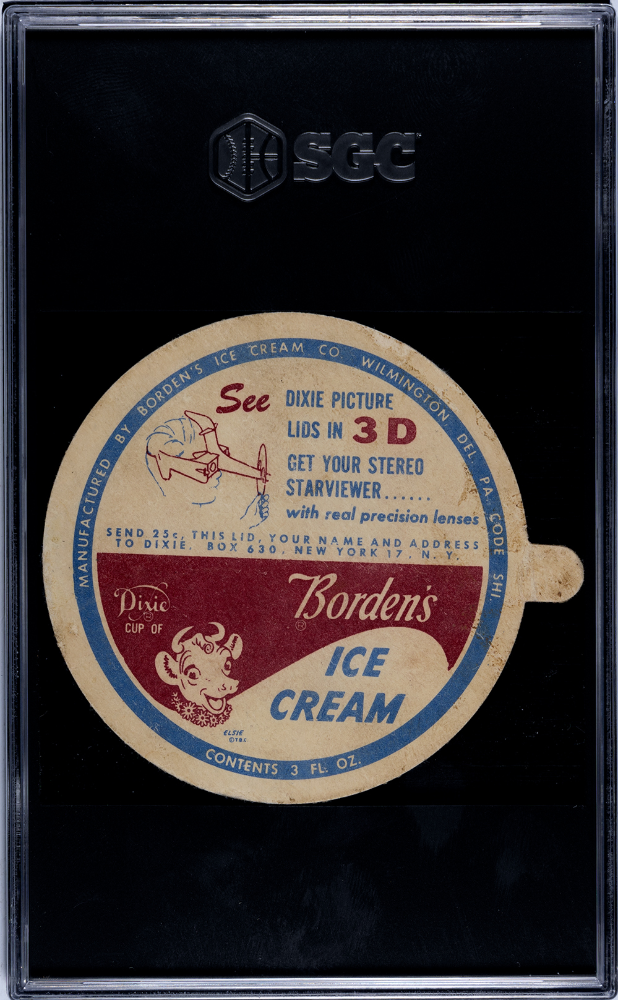 SGC
MANUFACTURED BY BORDEN'S ICE CREAM CO. WILMINGTON, DEL. PA. CODE SHI.
See DIXIE PICTURE
LIDS IN 3D
GET YOUR STEREO
STARVIEWER......
with real precision lenses
SEND 25¢, THIS LID, YOUR NAME AND ADDRESS
TO DIXIE, BOX 630, NEW YORK 17, N. Y.
Dixie
CUP OF
Borden's
ICE
CREAM
ELSIE
©T.B.C.
CONTENTS 3 FL. OZ.